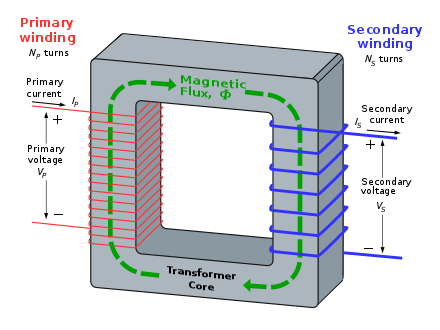 Primary
winding
N_P turns
Primary
current
I_P
+
Primary
voltage
V_P
−
Magnetic
Flux, Φ
Transformer
Core
Secondary
winding
N_S turns
Secondary
current
I_S
+
Secondary
voltage
V_S
−